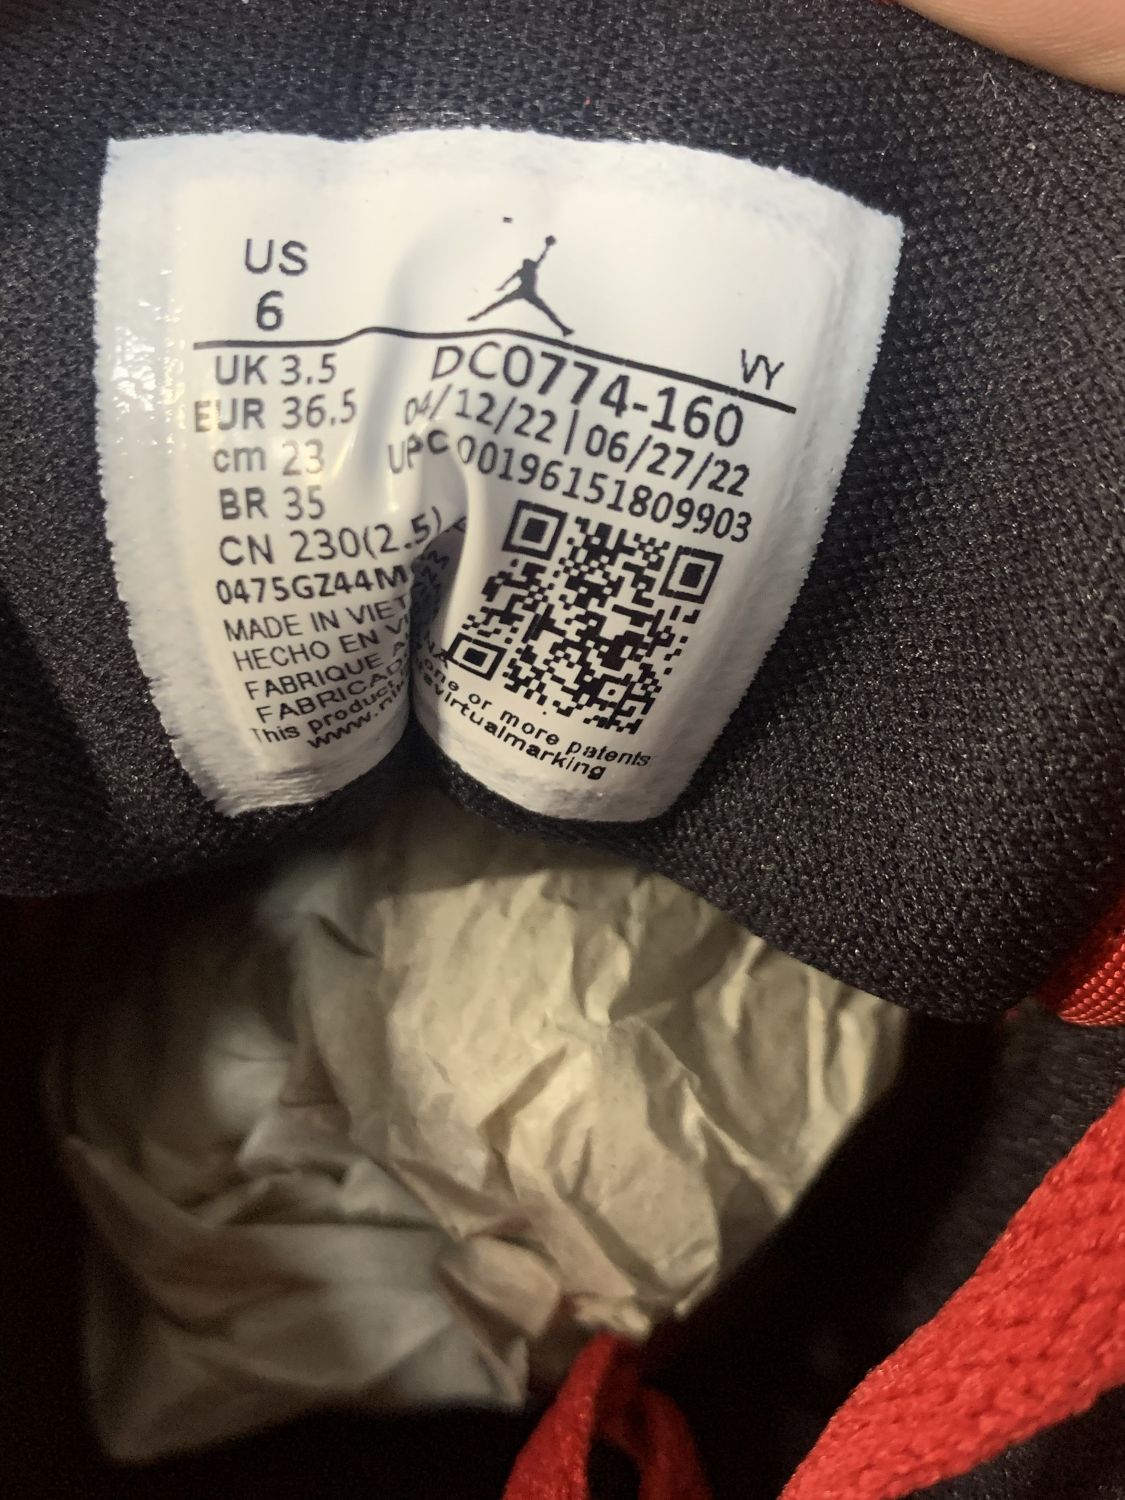 US
6
VY
UK 3.5
EUR 36.5
cm 23
BR 35
CN 230(2.5)
0475GZ44M
MADE IN VIET
HECHO EN V
FABRIQUE A
FABRICAD
This product
www.n
DC0774-160
04/12/22|06/27/22
UPC 00196151809903
one or more patents
virtualmarking